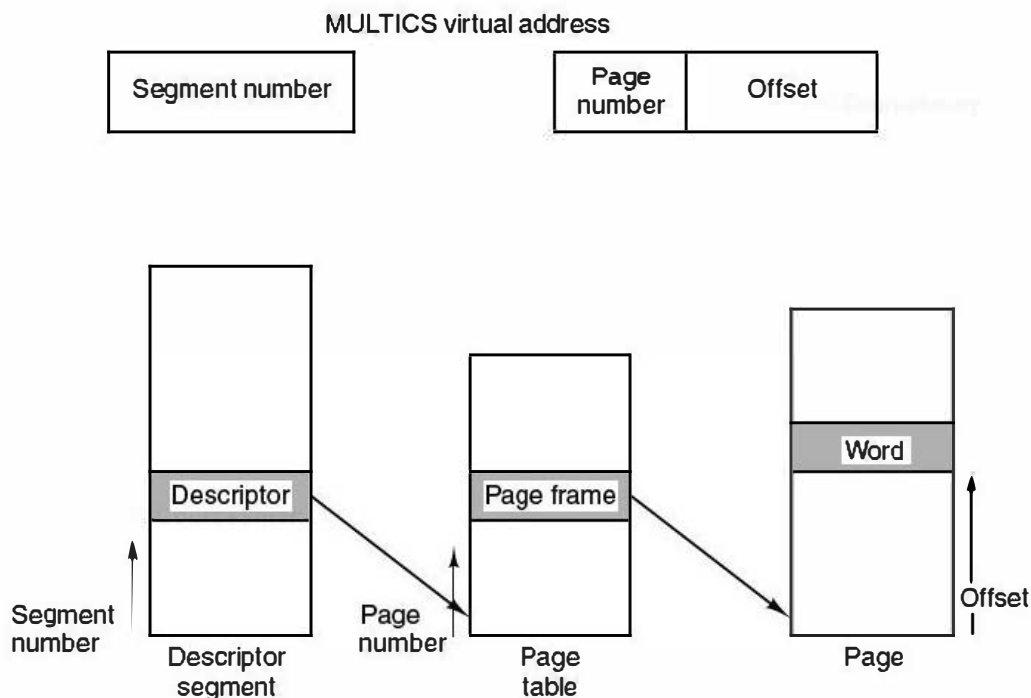 MULTICS virtual address
Segment number
Page
number
Offset
Descriptor
Page frame
Word
Segment
number
Page
number
Offset
Descriptor
segment
Page
table
Page